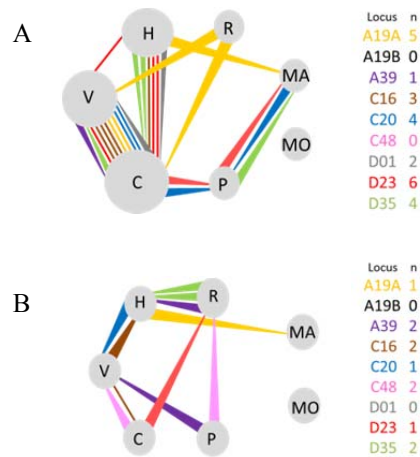 A
H
R
V
MA
MO
C
P
Locus n
A19A 5
A19B 0
A39 1
C16 3
C20 4
C48 0
D01 2
D23 6
D35 4
B
H
R
V
MA
MO
C
P
Locus n
A19A 1
A19B 0
A39 2
C16 2
C20 1
C48 2
D01 0
D23 1
D35 2